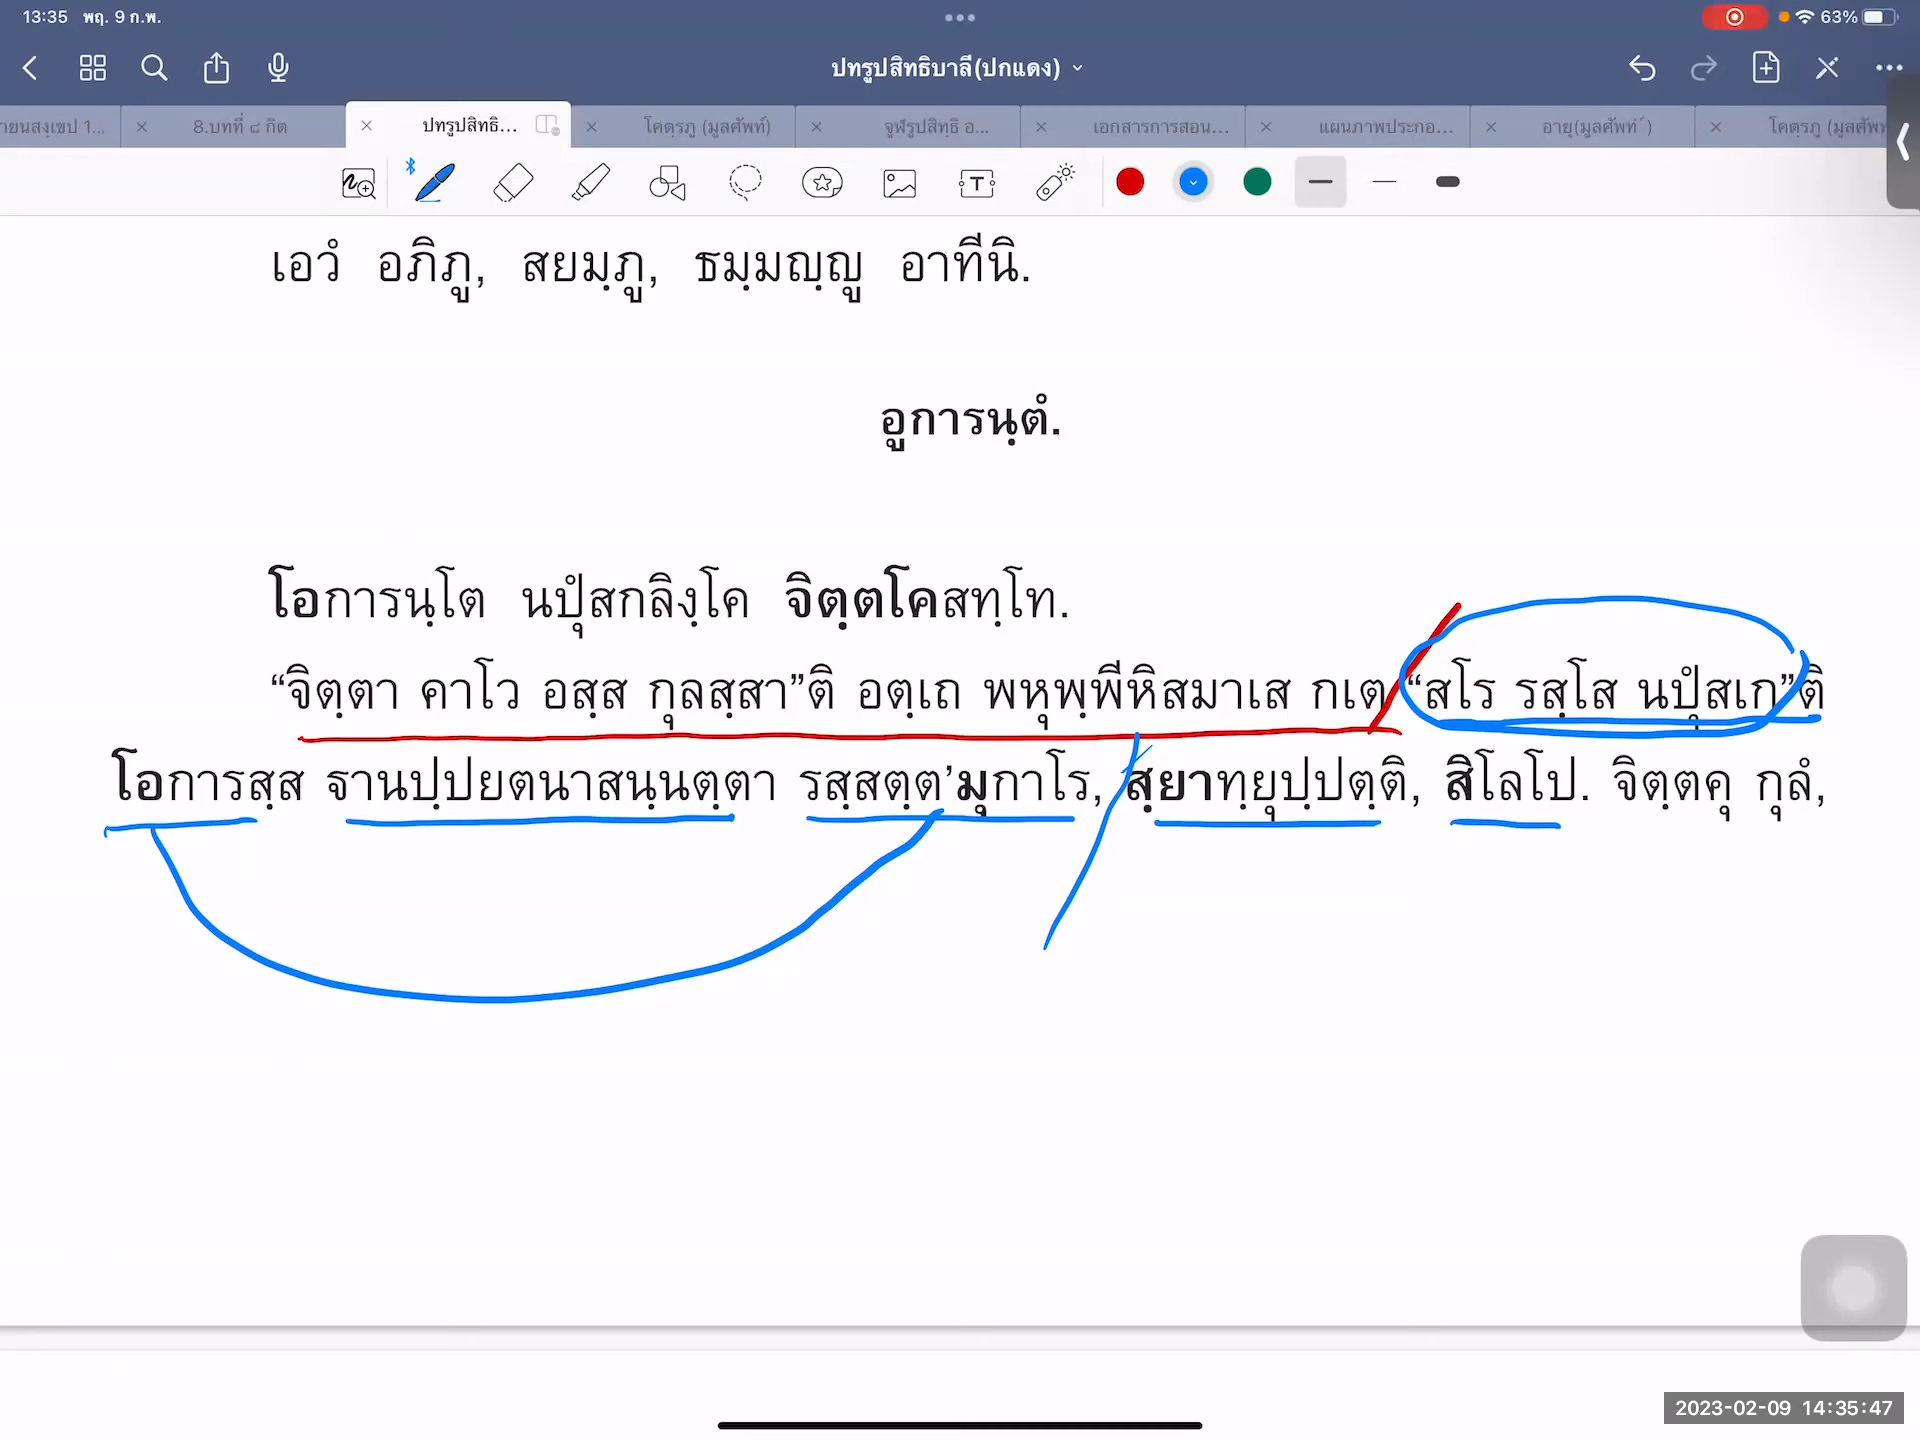 13:35 พฤ. 9 ก.พ.
63%
ปทรูปสิทธิบาลี(ปกแดง)
ายนสงฺเขป 1... 8.บทที่ ๘ กิต ปทรูปสิทธิ... โคตฺรภู (มูลศัพท์) จูฬรูปสิทฺธิ อ... เอกสารการสอน... แผนภาพประกอ... อายุ(มูลศัพท์ ) โคตฺรภู (มูลศัพท
เอวํ อภิภู, สยมฺภู, ธมฺมญฺญู อาทีนิ.
อูการนฺตํ.
โอการนฺโต นปุํสกลิงฺโค จิตฺตโคสทฺโท.
“จิตฺตา คาโว อสฺส กุลสฺสา”ติ อตฺเถ พหุพฺพีหิสมาเส กเต “สโร รสฺโส นปุํสเก”ติ
โอการสฺส ฐานปฺปยตนาสนฺนตฺตา รสฺสตฺต’มุกาโร, สฺยาทฺยุปฺปตฺติ, สิโลโป. จิตฺตคุ กุลํ,
2023-02-09 14:35:47